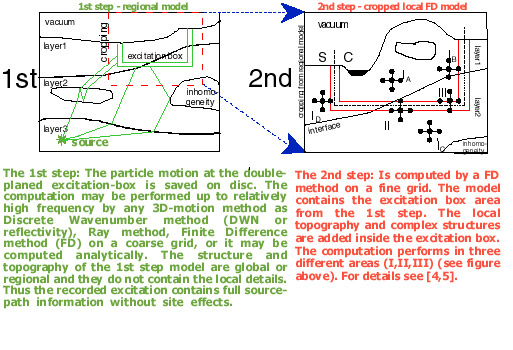 1st step - regional model
vacuum
cropping
layer1
excitationbox
1st
layer2
inhomo-
geneity
layer3
source
2nd step - cropped local FD model
vacuum
cropping from regional model
S C
layer1
B
A
2nd
III
layer2
I
D
II
interface
C
inhomo-
geneity
The 1st step: The particle motion at the double-
planed excitation-box is saved on disc. The
computation may be performed up to relatively
high frequency by any 3D-motion method as
Discrete Wavenumber method (DWN or
reflectivity), Ray method, Finite Difference
method (FD) on a coarse grid, or it may be
computed analytically. The structure and
topography of the 1st step model are global or
regional and they do not contain the local details.
Thus the recorded excitation contains full source-
path information without site effects.
The 2nd step: Is computed by a FD
method on a fine grid. The model
contains the excitation box area
from the 1st step. The local
topography and complex structures
are added inside the excitation box.
The computation performs in three
different areas (I,II,III) (see figure
above). For details see [4,5].